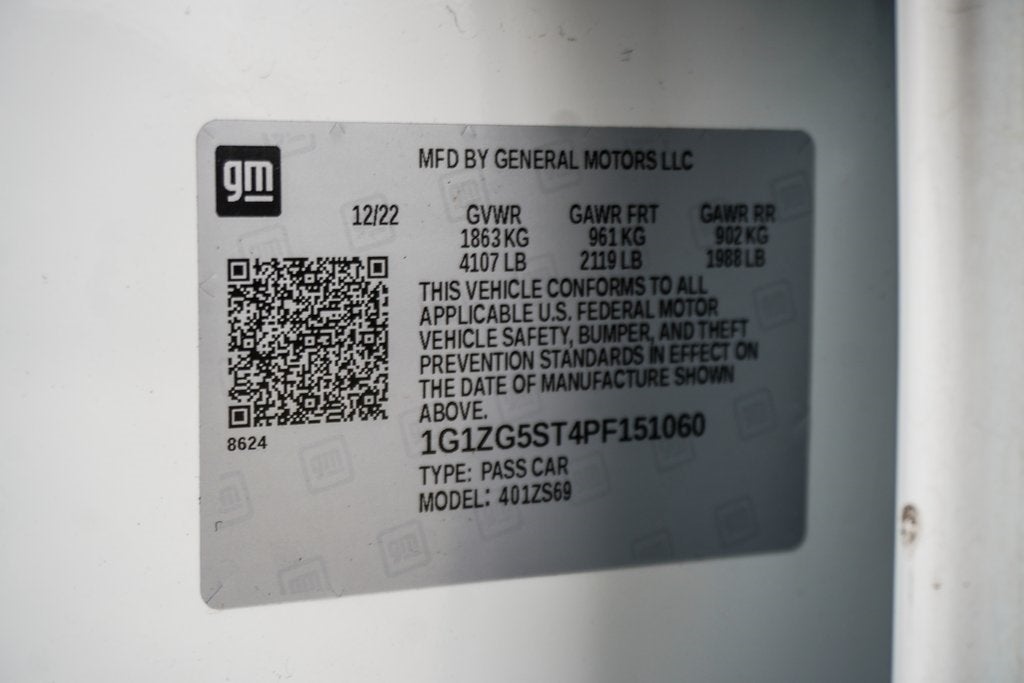 gm
MFD BY GENERAL MOTORS LLC
12/22 GVWR GAWR FRT GAWR RR
1863 KG 961 KG 902 KG
4107 LB 2119 LB 1988 LB
THIS VEHICLE CONFORMS TO ALL
APPLICABLE U.S. FEDERAL MOTOR
VEHICLE SAFETY, BUMPER, AND THEFT
PREVENTION STANDARDS IN EFFECT ON
THE DATE OF MANUFACTURE SHOWN
ABOVE.
8624
1G1ZG5ST4PF151060
TYPE: PASS CAR
MODEL: 401ZS69